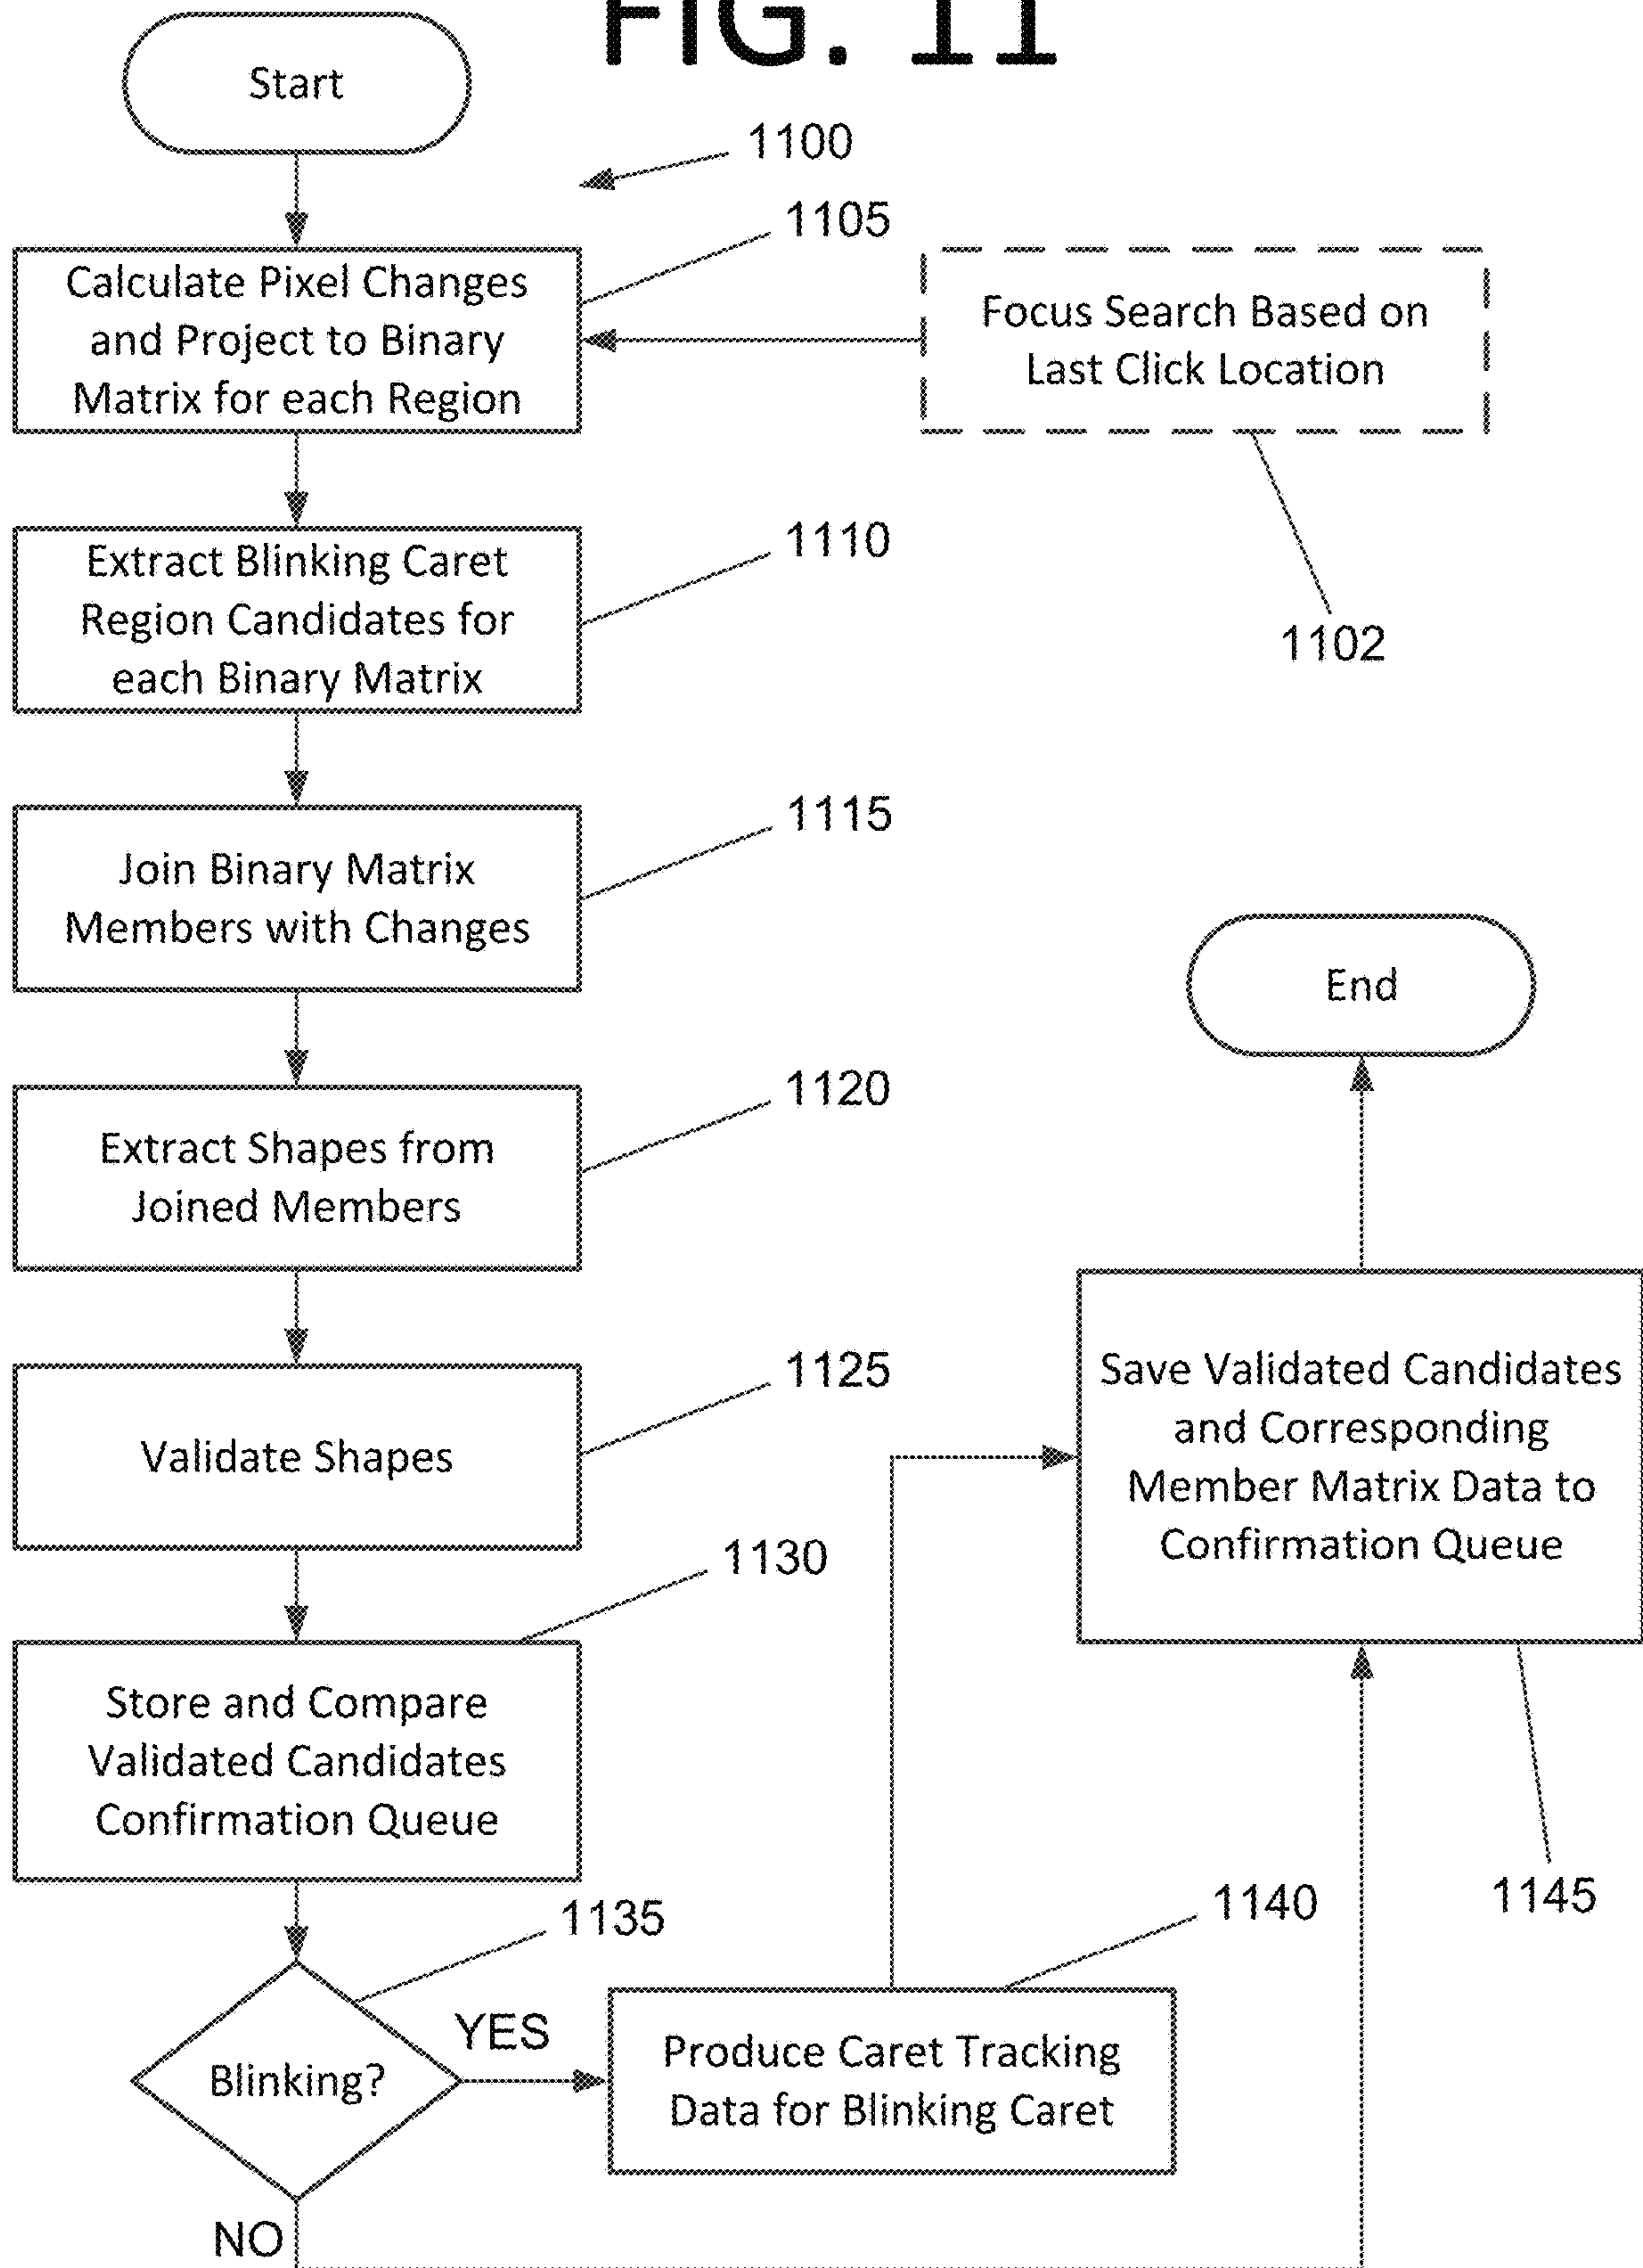 FIG. 11
Start
1100
1105
Calculate Pixel Changes
and Project to Binary
Matrix for each Region
Focus Search Based on
Last Click Location
1102
1110
Extract Blinking Caret
Region Candidates for
each Binary Matrix
1115
Join Binary Matrix
Members with Changes
1120
Extract Shapes from
Joined Members
1125
Validate Shapes
1130
Store and Compare
Validated Candidates
Confirmation Queue
1135
Blinking?
YES
NO
1140
Produce Caret Tracking
Data for Blinking Caret
End
Save Validated Candidates
and Corresponding
Member Matrix Data to
Confirmation Queue
1145